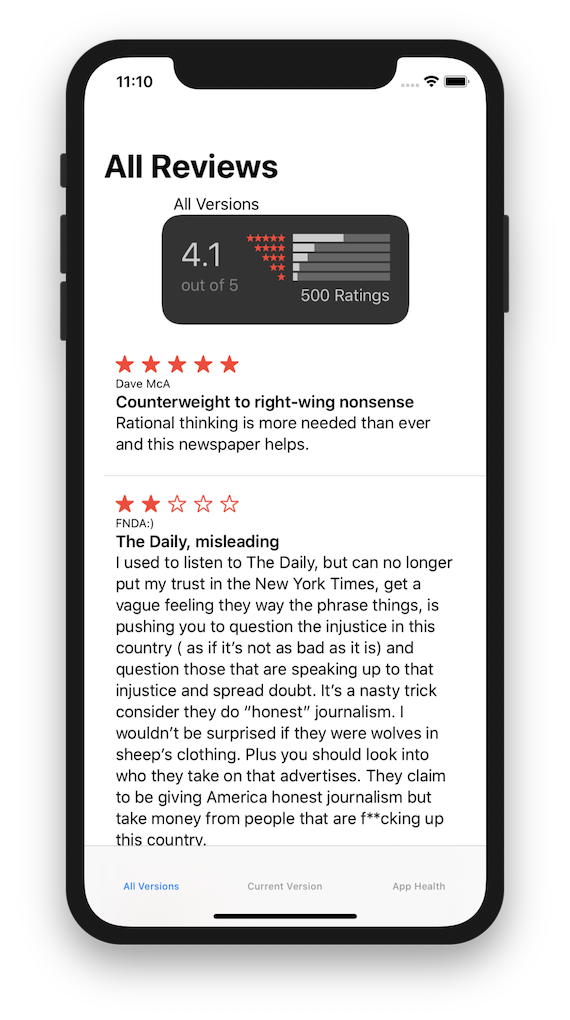 11:10
All Reviews
All Versions
4.1
out of 5
500 Ratings
Dave McA
Counterweight to right-wing nonsense
Rational thinking is more needed than ever
and this newspaper helps.
FNDA:)
The Daily, misleading
I used to listen to The Daily, but can no longer
put my trust in the New York Times, get a
vague feeling they way the phrase things, is
pushing you to question the injustice in this
country ( as if it’s not as bad as it is) and
question those that are speaking up to that
injustice and spread doubt. It’s a nasty trick
consider they do “honest” journalism. I
wouldn’t be surprised if they were wolves in
sheep’s clothing. Plus you should look into
who they take on that advertises. They claim
to be giving America honest journalism but
take money from people that are f**cking up
this country.
All Versions
Current Version
App Health